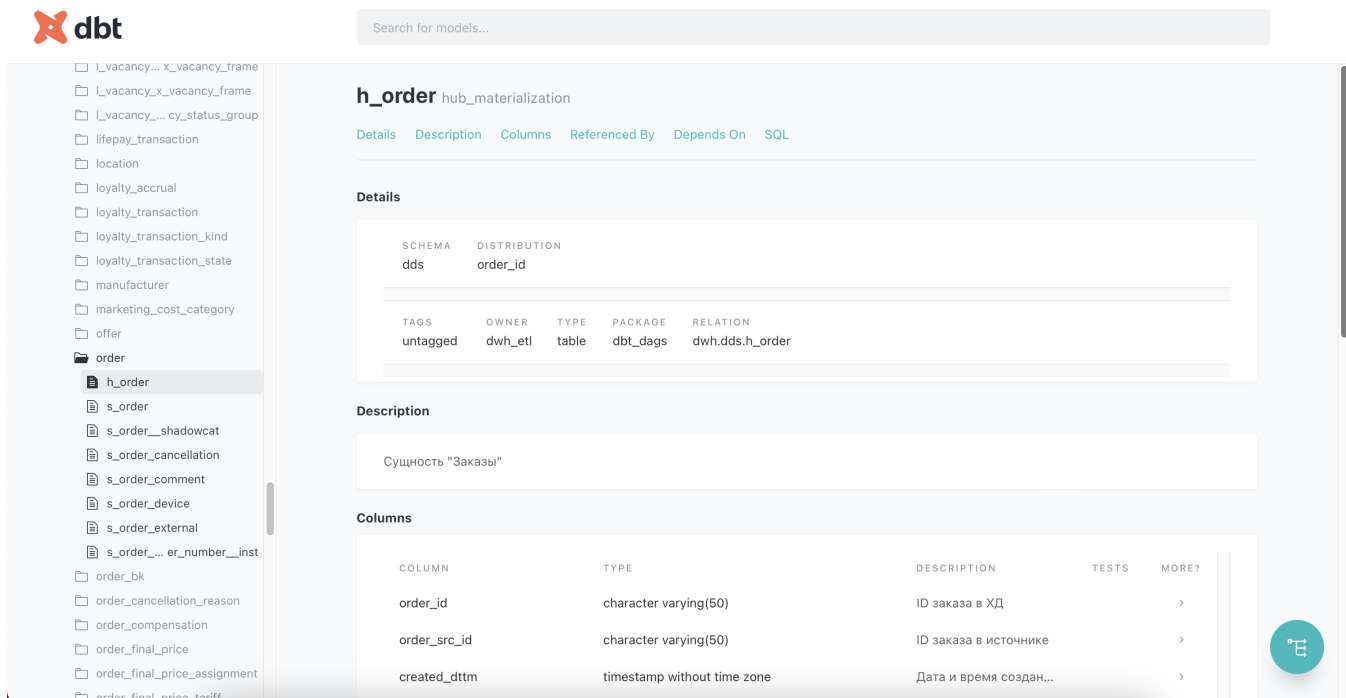 dbt
Search for models...
l_vacancy... x_vacancy_frame
l_vacancy_x_vacancy_frame
l_vacancy_... cy_status_group
lifepay_transaction
location
loyalty_accrual
loyalty_transaction
loyalty_transaction_kind
loyalty_transaction_state
manufacturer
marketing_cost_category
offer
order
h_order
s_order
s_order__shadowcat
s_order_cancellation
s_order_comment
s_order_device
s_order_external
s_order_... er_number__inst
order_bk
order_cancellation_reason
order_compensation
order_final_price
order_final_price_assignment
order_final_price_tariff
h_order hub_materialization
Details Description Columns Referenced By Depends On SQL
Details
SCHEMA DISTRIBUTION
dds order_id
TAGS OWNER TYPE PACKAGE RELATION
untagged dwh_etl table dbt_dags dwh.dds.h_order
Description
Сущность "Заказы"
Columns
COLUMN TYPE DESCRIPTION TESTS MORE?
order_id character varying(50) ID заказа в ХД
order_src_id character varying(50) ID заказа в источнике
created_dttm timestamp without time zone Дата и время создан...